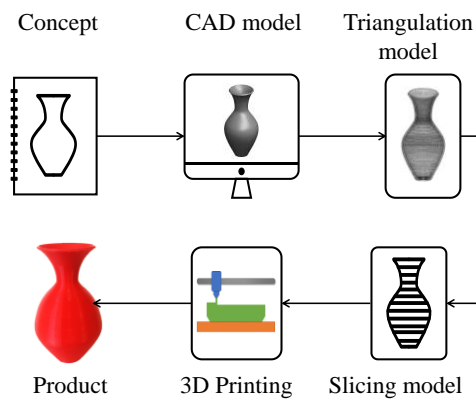 Concept
CAD model
Triangulation
model
Product
3D Printing
Slicing model